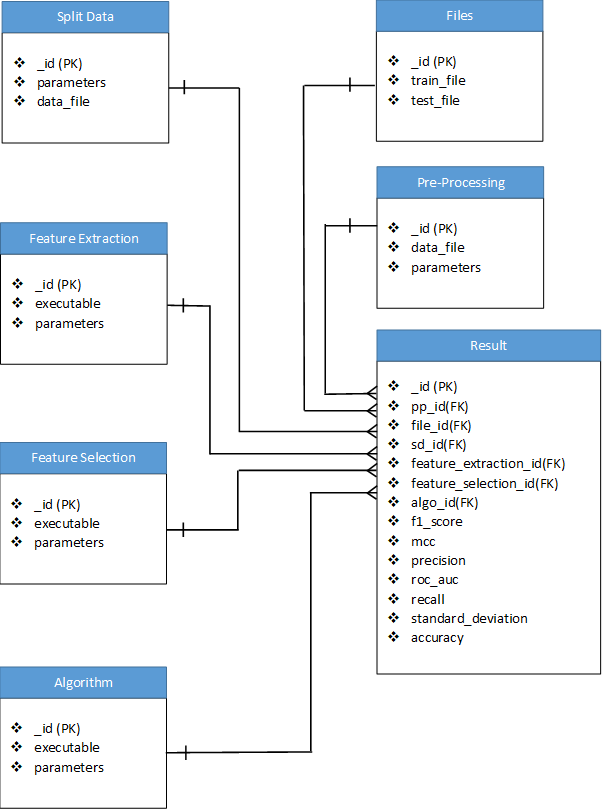 Split Data
_id (PK)
parameters
data_file
Files
_id (PK)
train_file
test_file
Pre-Processing
_id (PK)
data_file
parameters
Feature Extraction
_id (PK)
executable
parameters
Result
_id (PK)
pp_id(FK)
file_id(FK)
sd_id(FK)
feature_extraction_id(FK)
feature_selection_id(FK)
algo_id(FK)
f1_score
mcc
precision
roc_auc
recall
standard_deviation
accuracy
Feature Selection
_id (PK)
executable
parameters
Algorithm
_id (PK)
executable
parameters